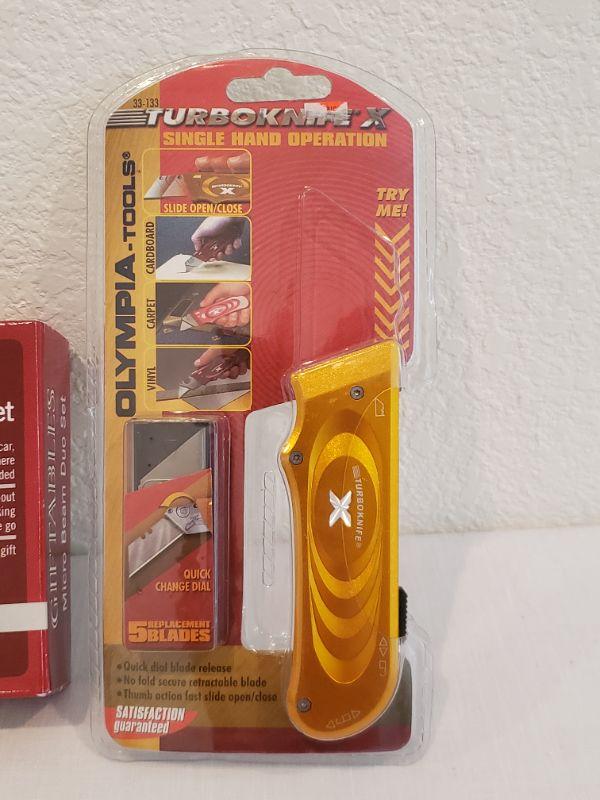 33-133
TURBOKNIFE X
SINGLE HAND OPERATION
OLYMPIA-TOOLS®
SLIDE OPEN/CLOSE
TRY
ME!
CARDBOARD
CARPET
VINYL
TURBOKNIFE®
X
QUICK
CHANGE DIAL
5 REPLACEMENT
BLADES
•Quick dial blade release
•No fold secure retractable blade
•Thumb action fast slide open/close
SATISFACTION
guaranteed
et
car,
ere
ded
out
king
e go
gift
Micro Beam Duo Set